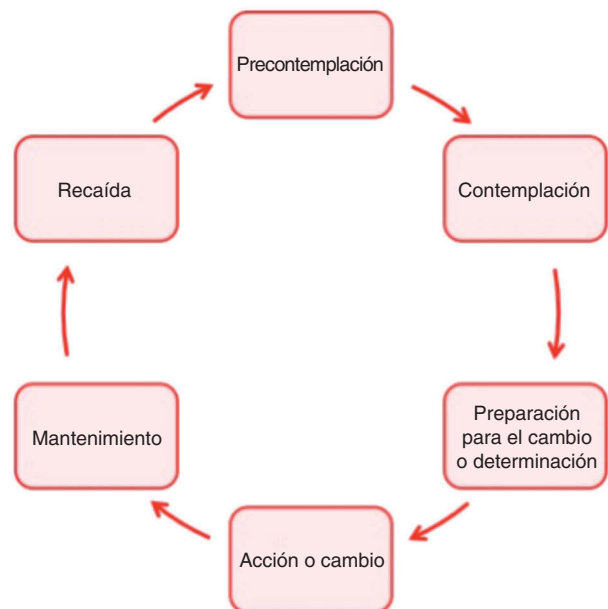 Precontemplación
Contemplación
Preparación
para el cambio
o determinación
Acción o cambio
Mantenimiento
Recaída